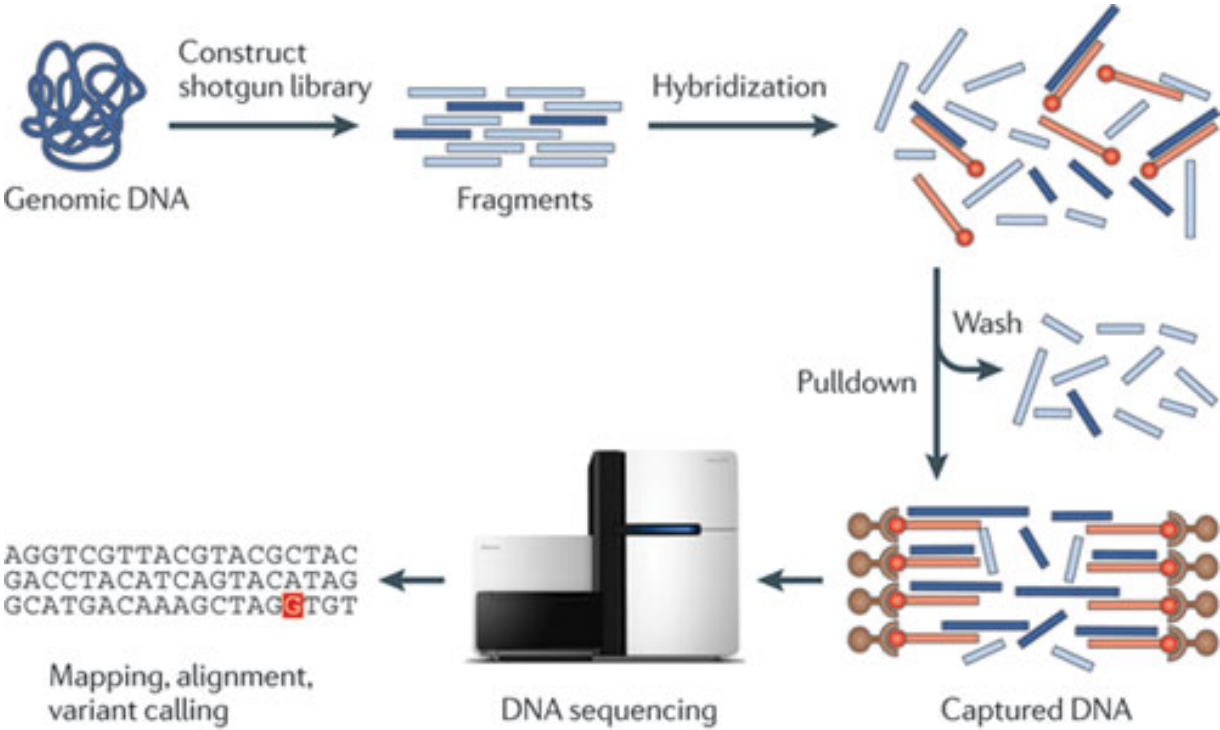 Construct
shotgun library
Hybridization
Genomic DNA
Fragments
Wash
Pulldown
AGGTCGTTACGTACGCTAC
GACCTACATCAGTACATAG
GCATGACAAAGCTAGGTGT
Mapping, alignment,
variant calling
DNA sequencing
Captured DNA